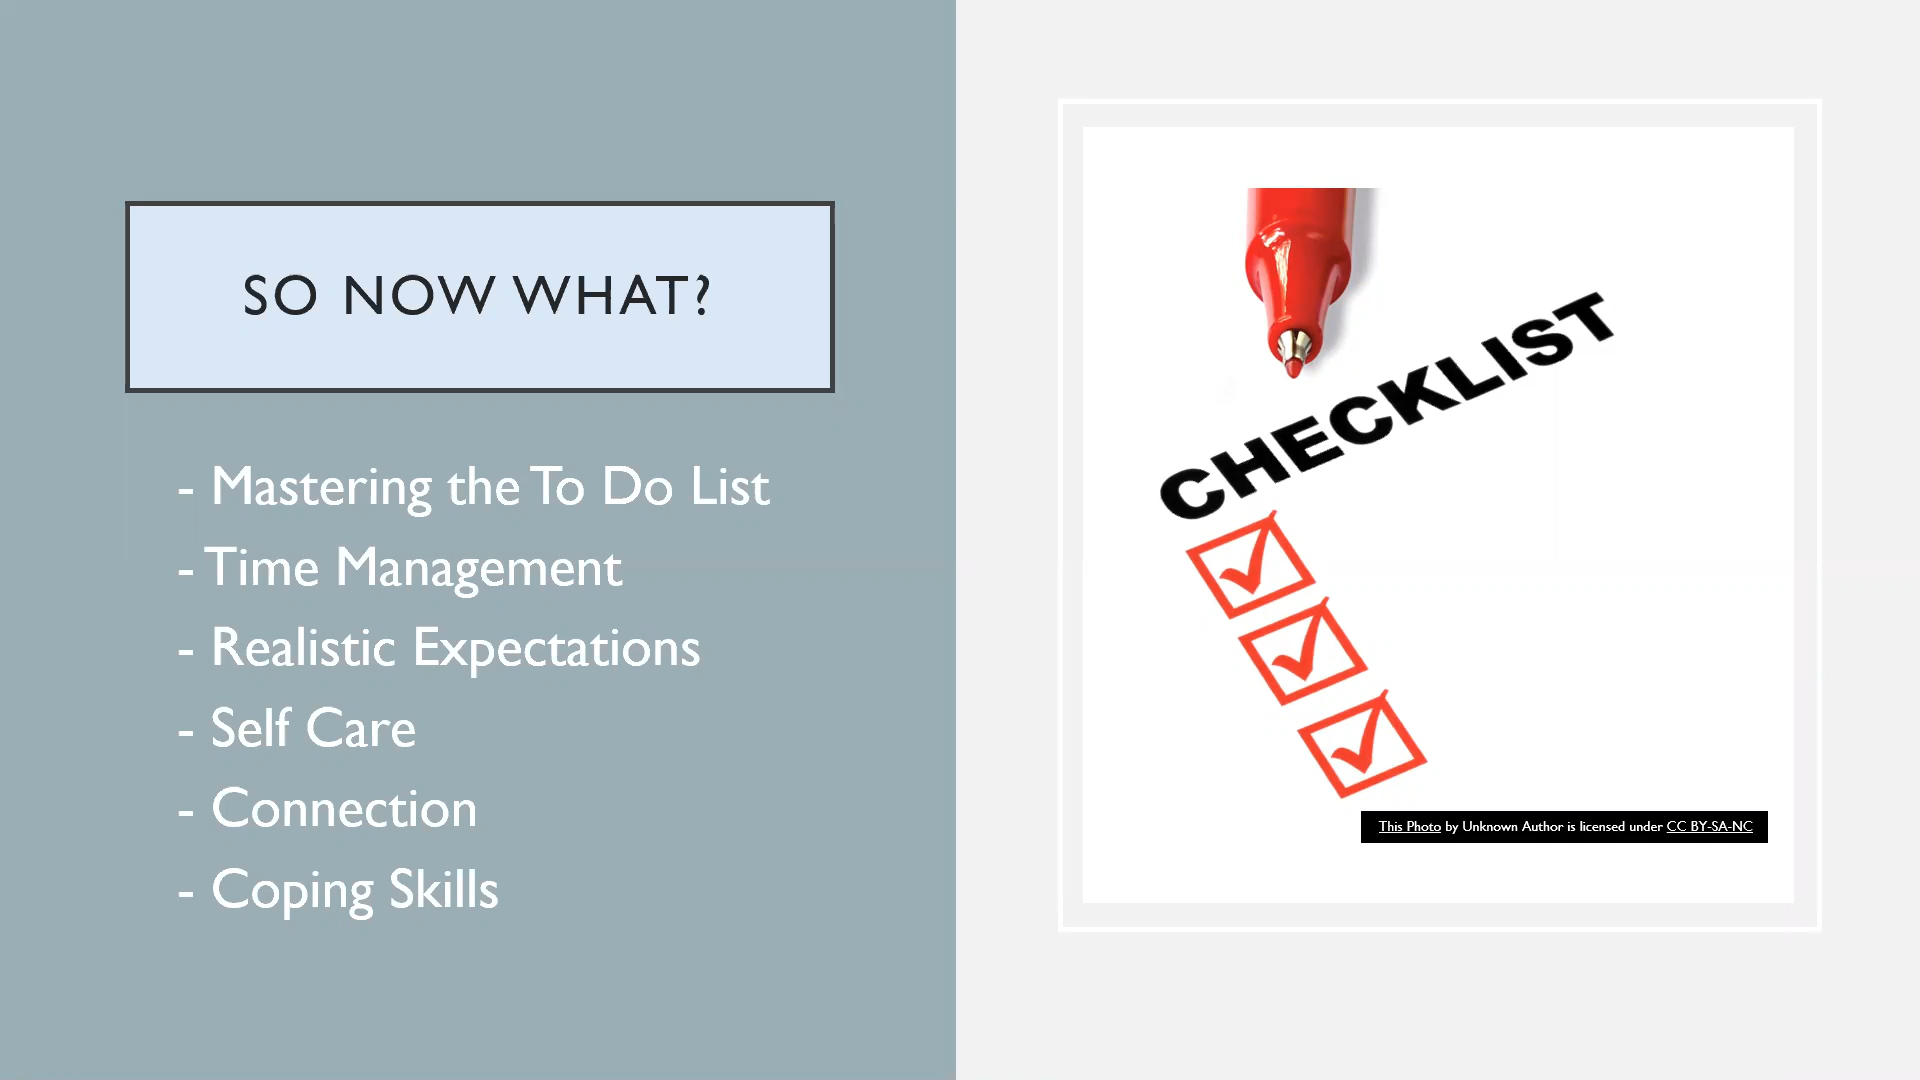 SO NOW WHAT?
- Mastering the To Do List
- Time Management
- Realistic Expectations
- Self Care
- Connection
- Coping Skills
CHECKLIST
This Photo by Unknown Author is licensed under CC BY-SA-NC